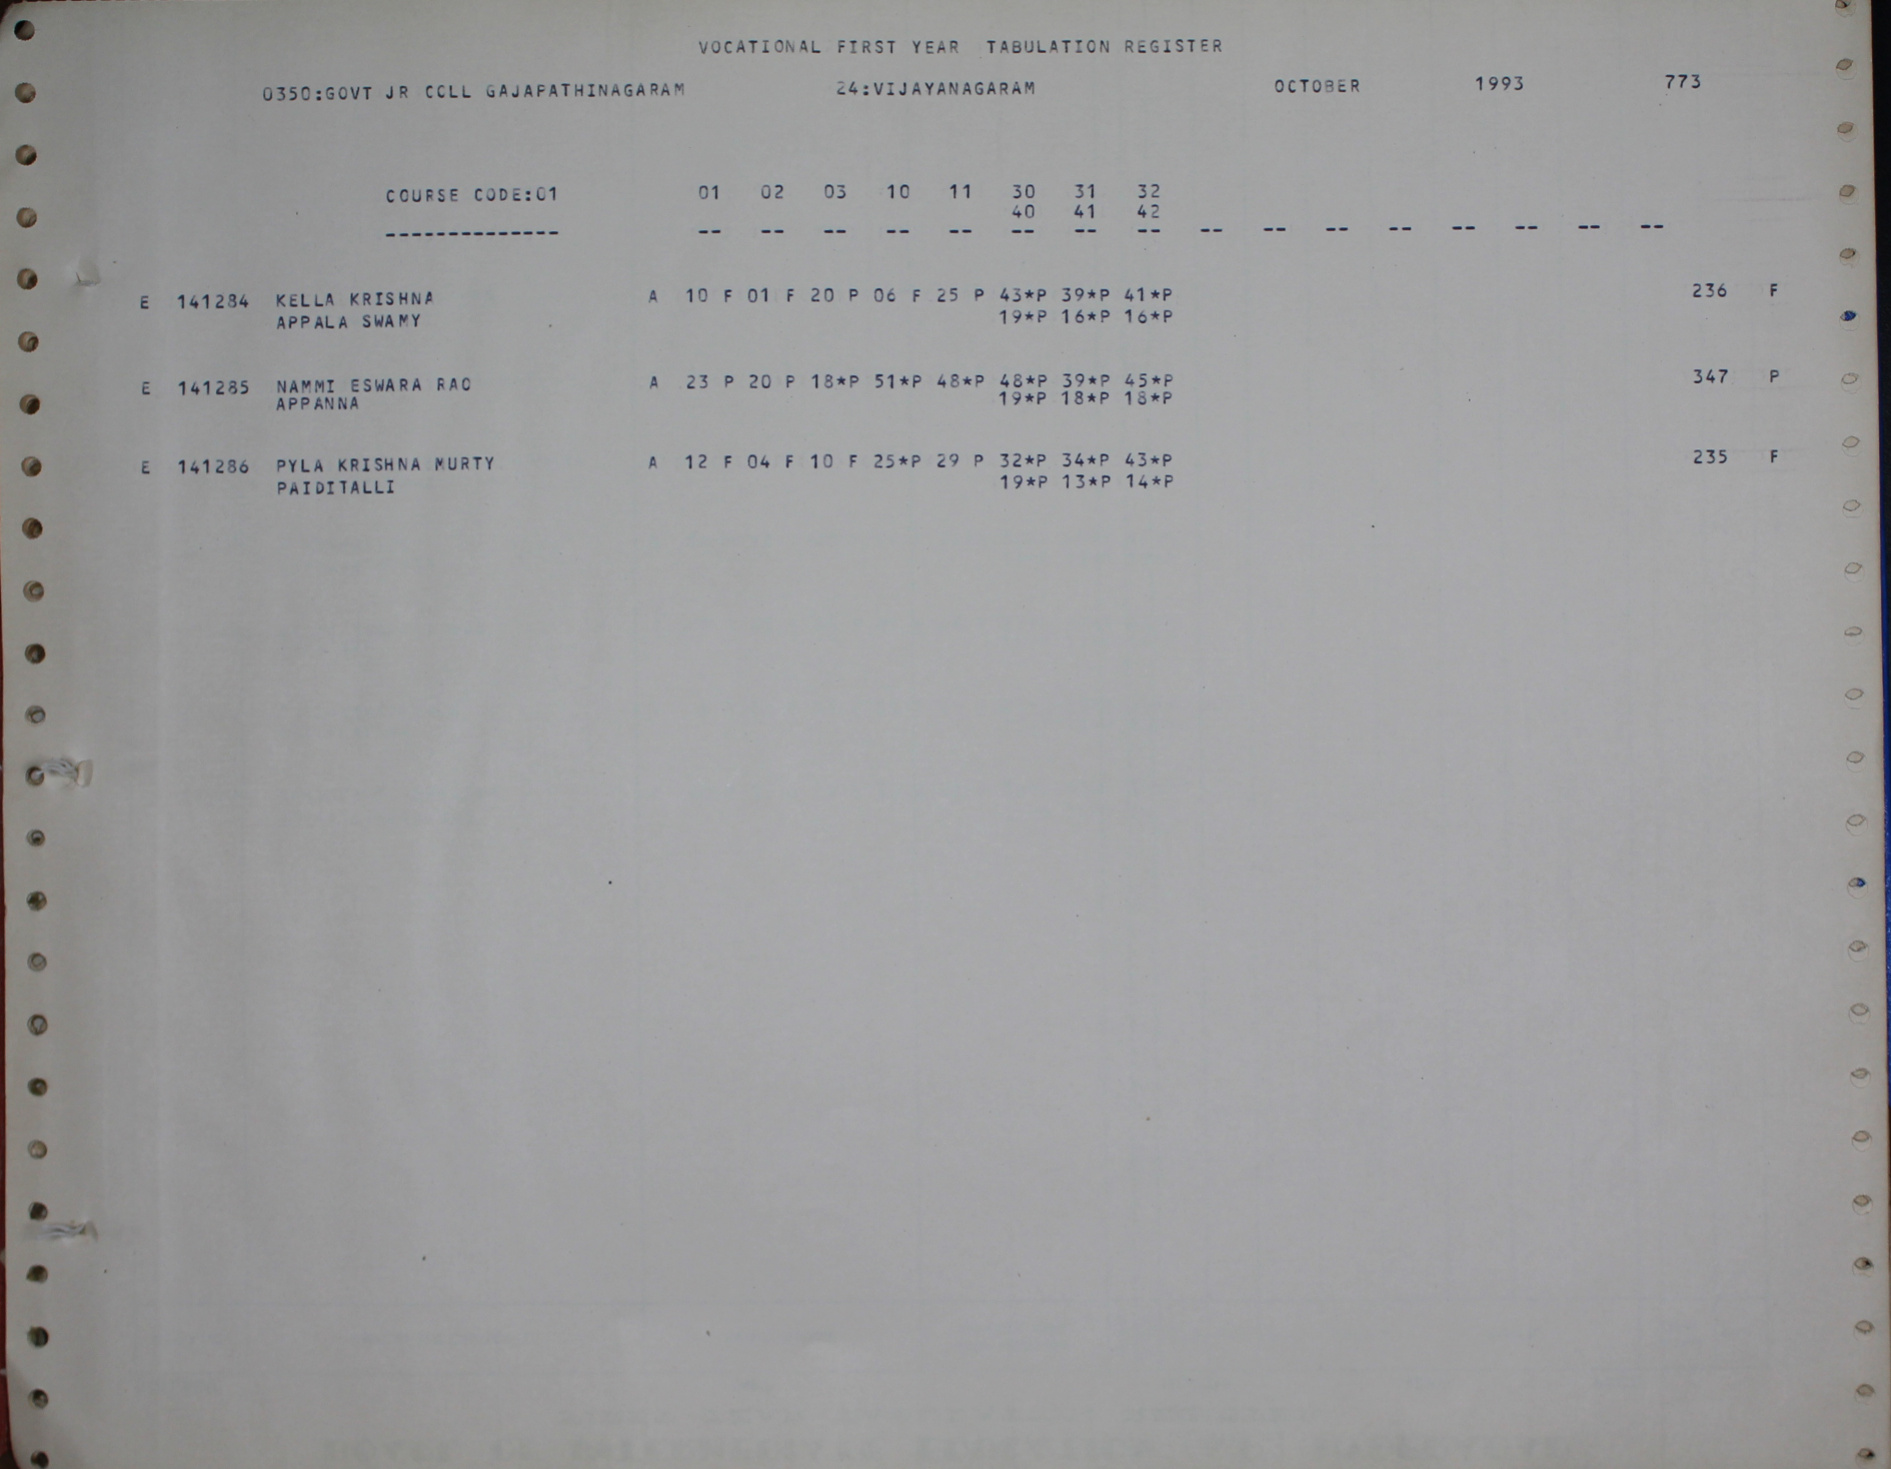 VOCATIONAL FIRST YEAR TABULATION REGISTER
0350:GOVT JR COLL GAJAPATHINAGARAM 24:VIJAYANAGARAM OCTOBER 1993 773
COURSE CODE:01 01 02 03 10 11 30 31 32
40 41 42
-------------- -- -- -- -- -- -- -- -- -- -- -- -- -- -- -- --
E 141284 KELLA KRISHNA A 10 F 01 F 20 P 06 F 25 P 43*P 39*P 41*P 236 F
APPALA SWAMY 19*P 16*P 16*P
E 141285 NAMMI ESWARA RAO A 23 P 20 P 18*P 51*P 48*P 48*P 39*P 45*P 347 P
APPANNA 19*P 18*P 18*P
E 141286 PYLA KRISHNA MURTY A 12 F 04 F 10 F 25*P 29 P 32*P 34*P 43*P 235 F
PAIDITALLI 19*P 13*P 14*P